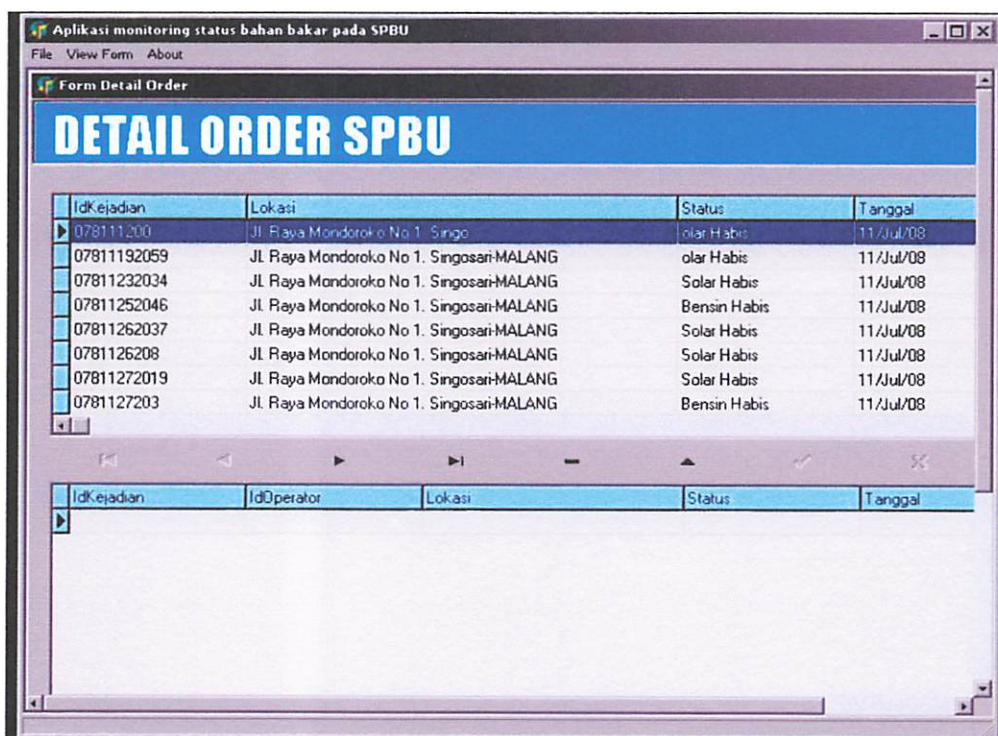 Aplikasi monitoring status bahan bakar pada SPBU
File View Form About
Form Detail Order
DETAIL ORDER SPBU
IdKejadian Lokasi Status Tanggal
078111200 Jl. Raya Mondoroko No 1. Singo olar Habis 11/Jul/08
07811192059 Jl. Raya Mondoroko No 1. Singosari-MALANG olar Habis 11/Jul/08
07811232034 Jl. Raya Mondoroko No 1. Singosari-MALANG Solar Habis 11/Jul/08
07811252046 Jl. Raya Mondoroko No 1. Singosari-MALANG Bensin Habis 11/Jul/08
07811262037 Jl. Raya Mondoroko No 1. Singosari-MALANG Solar Habis 11/Jul/08
0781126208 Jl. Raya Mondoroko No 1. Singosari-MALANG Solar Habis 11/Jul/08
07811272019 Jl. Raya Mondoroko No 1. Singosari-MALANG Solar Habis 11/Jul/08
0781127203 Jl. Raya Mondoroko No 1. Singosari-MALANG Bensin Habis 11/Jul/08
IdKejadian IdOperator Lokasi Status Tanggal